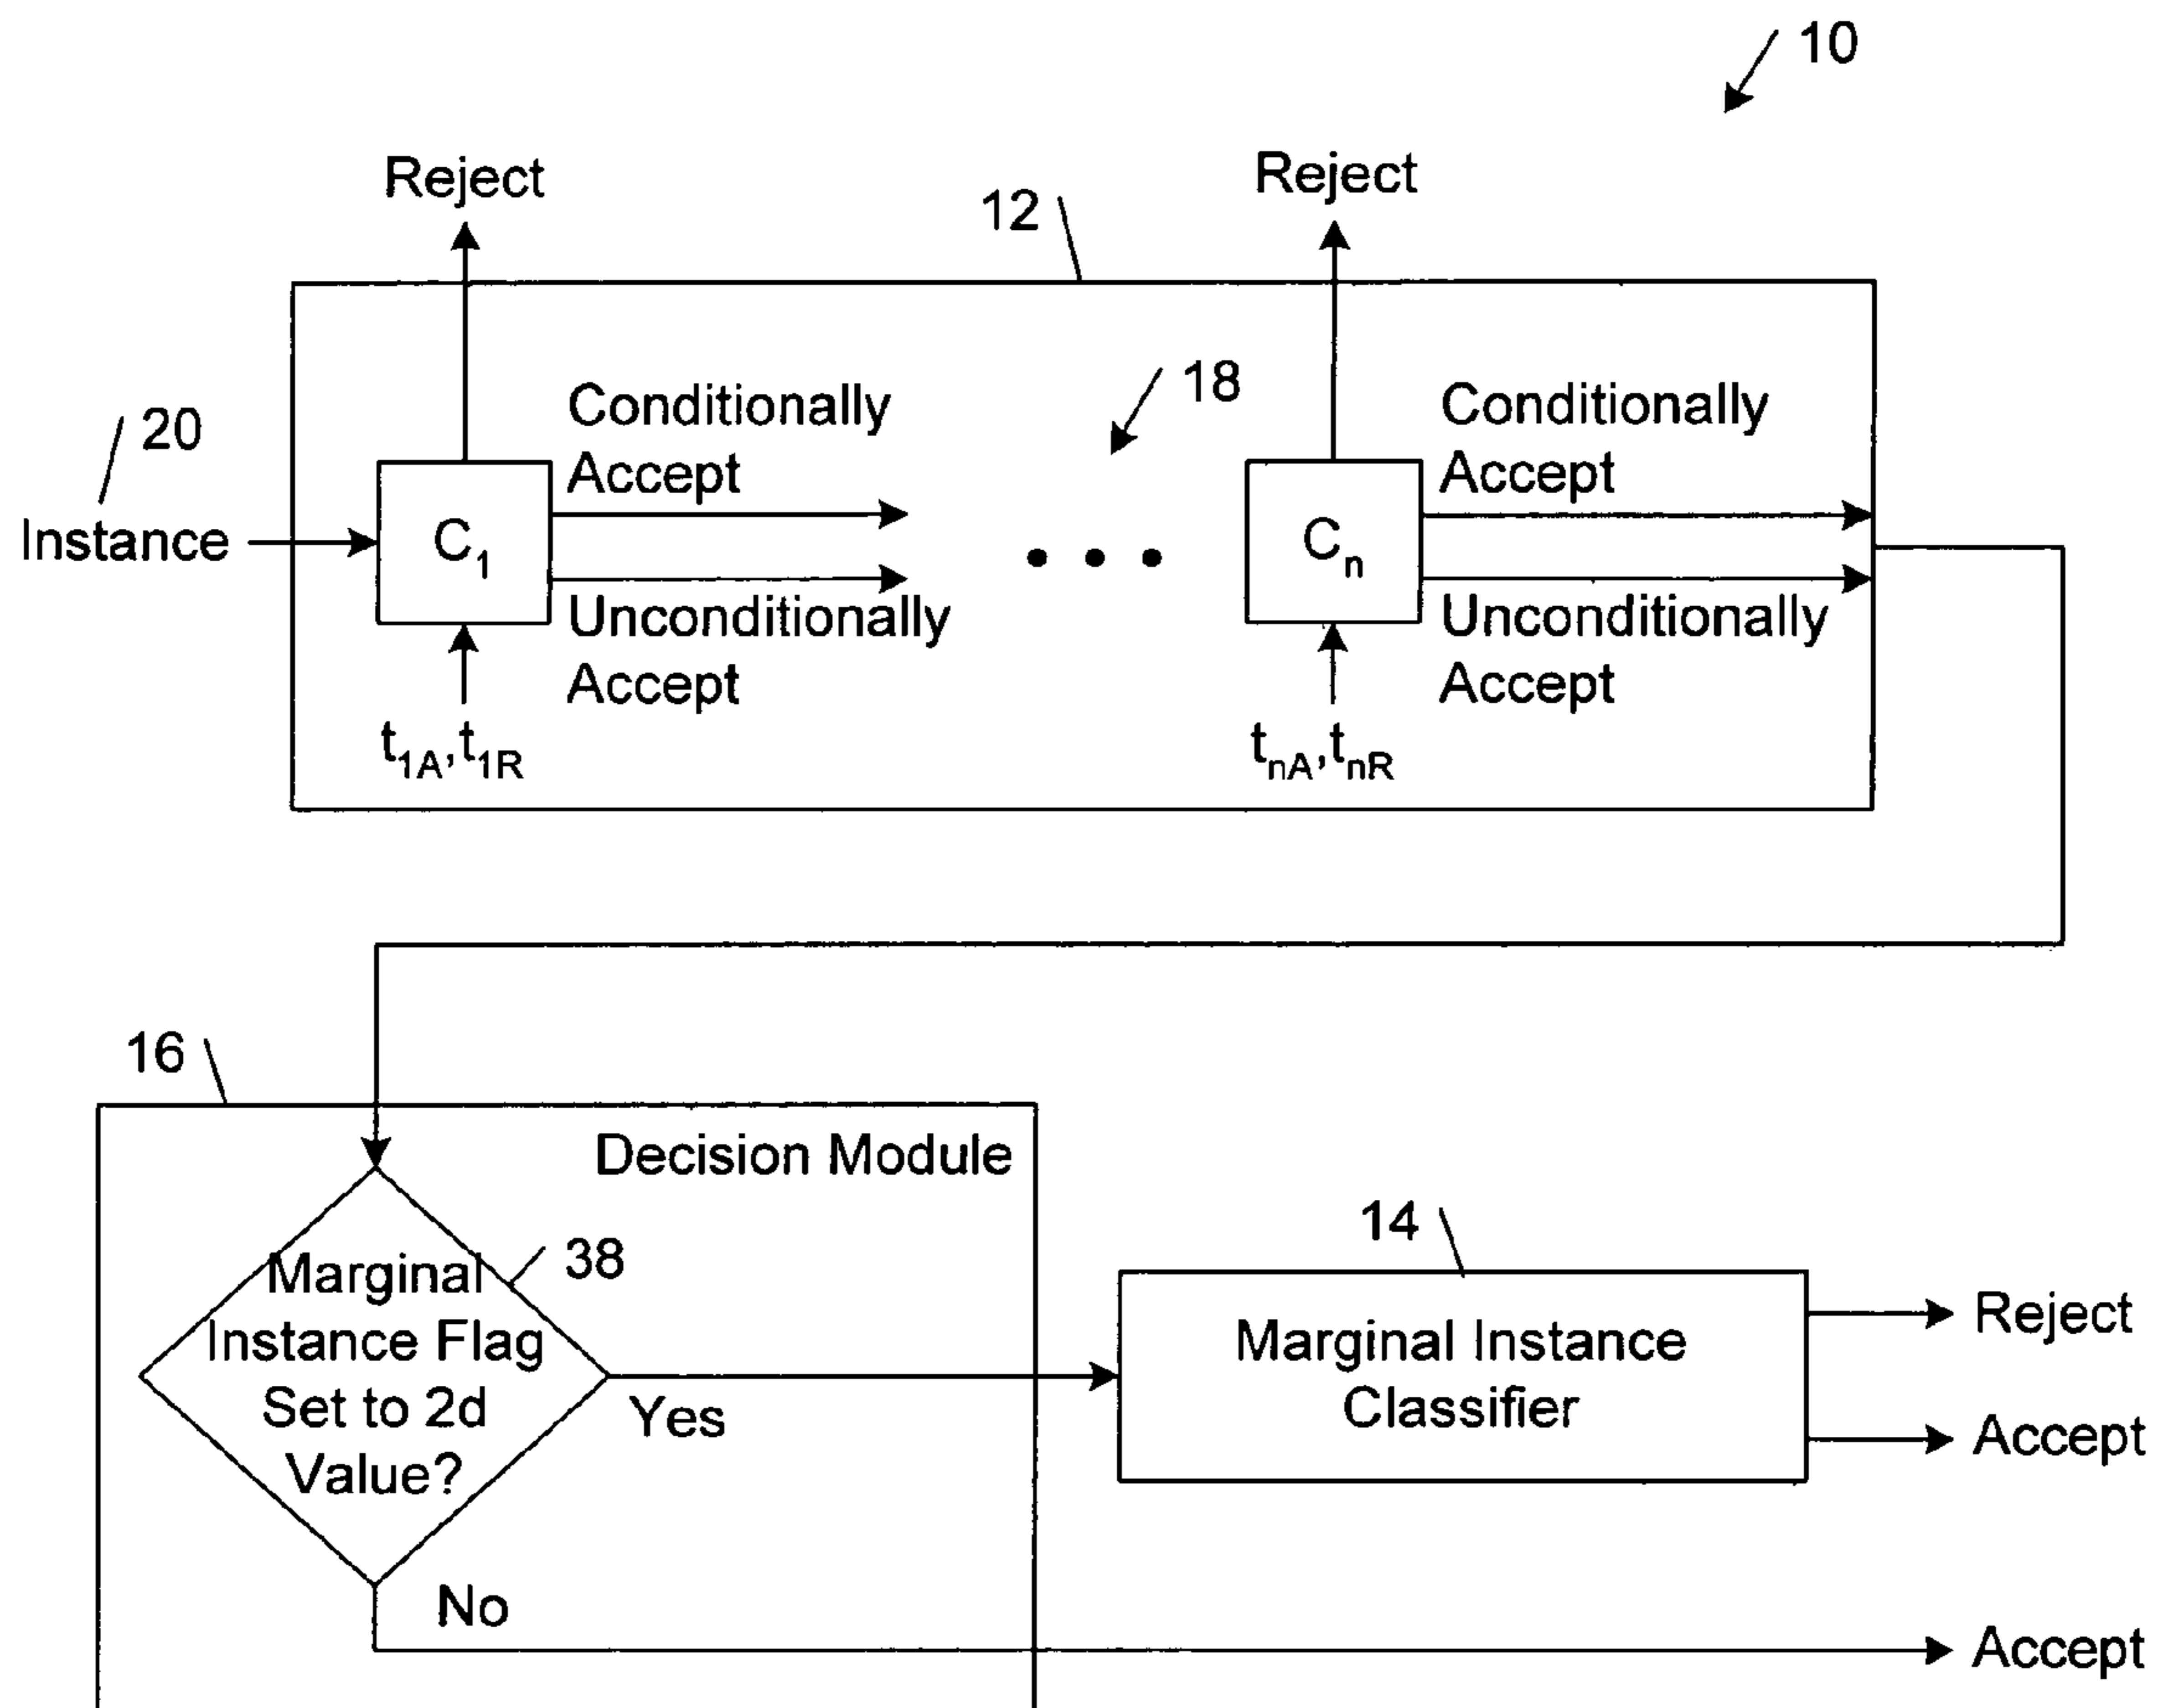 10
Reject
Reject
12
18
20
Conditionally
Accept
Conditionally
Accept
Instance
C1
Cn
Unconditionally
Accept
Unconditionally
Accept
t1A,t1R
tnA,tnR
16
Decision Module
14
38
Marginal
Instance Flag
Set to 2d
Value?
Yes
Marginal Instance
Classifier
Reject
Accept
No
Accept